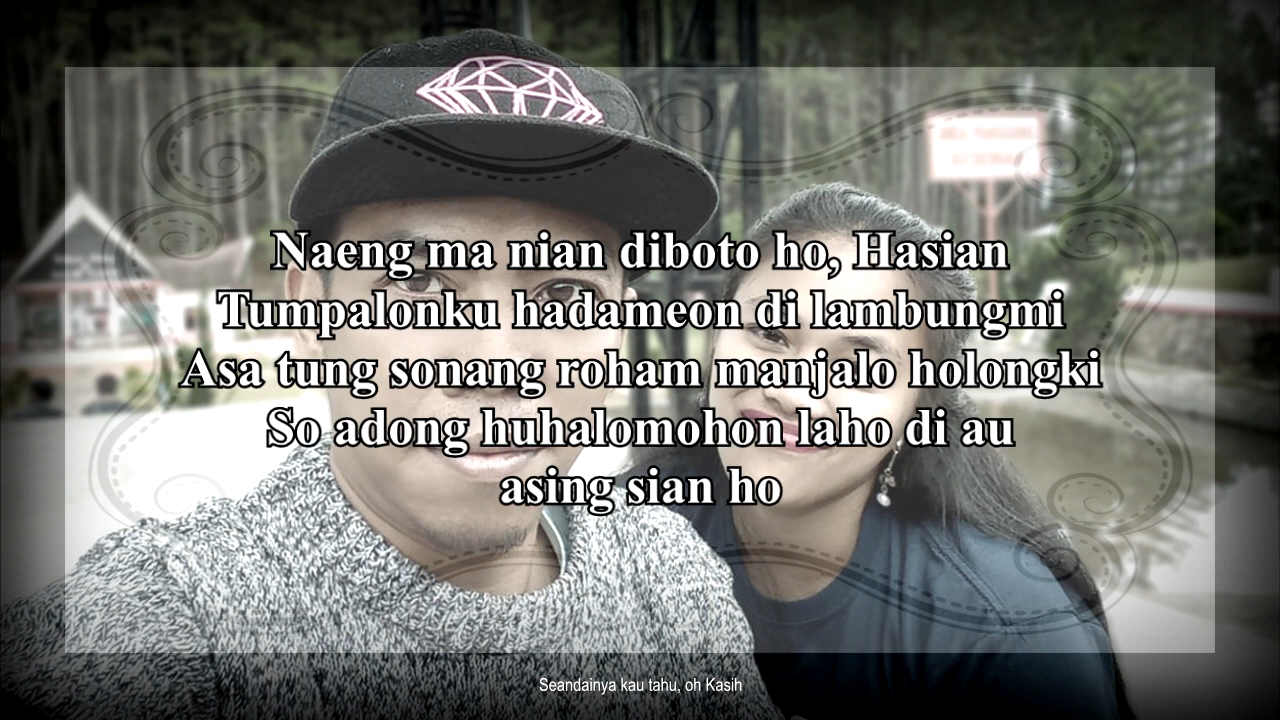 Naeng ma nian diboto ho, Hasian
Tumpalonku hadameon di lambungmi
Asa tung sonang roham manjalo holongki
So adong huhalomohon laho di au
asing sian ho
Seandainya kau tahu, oh Kasih